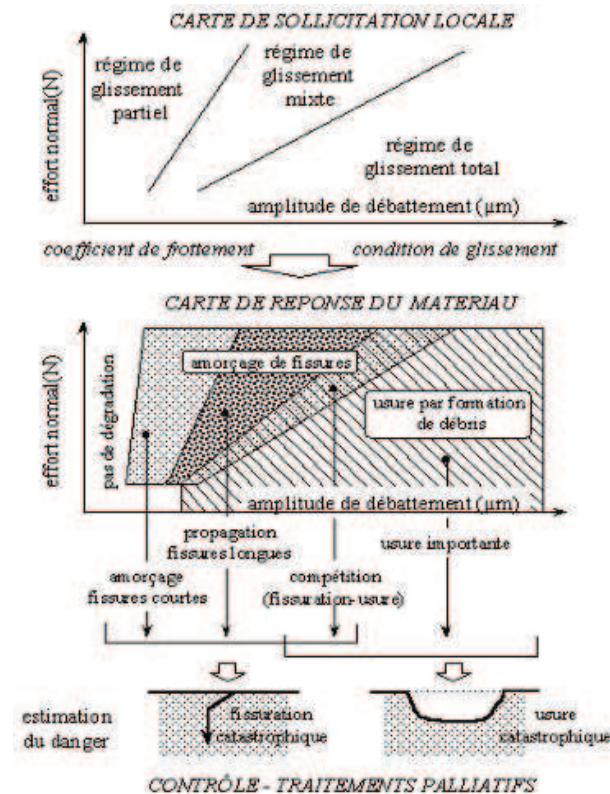 CARTE DE SOLLICITATION LOCALE
effort normal(N)
régime de
glissement
partiel
régime de
glissement
mixte
régime de
glissement total
amplitude de débattement (µm)
coefficient de frottement
condition de glissement
CARTE DE REPONSE DU MATERIAU
effort normal(N)
pas de dégradation
amorçage de fissures
usure par formation
de débris
amplitude de débattement (µm)
propagation
fissures longues
usure importante
amorçage
fissures courtes
compétition
(fissuration-usure)
estimation
du danger
fissuration
catastrophique
usure
catastrophique
CONTRÔLE - TRAITEMENTS PALLIATIFS